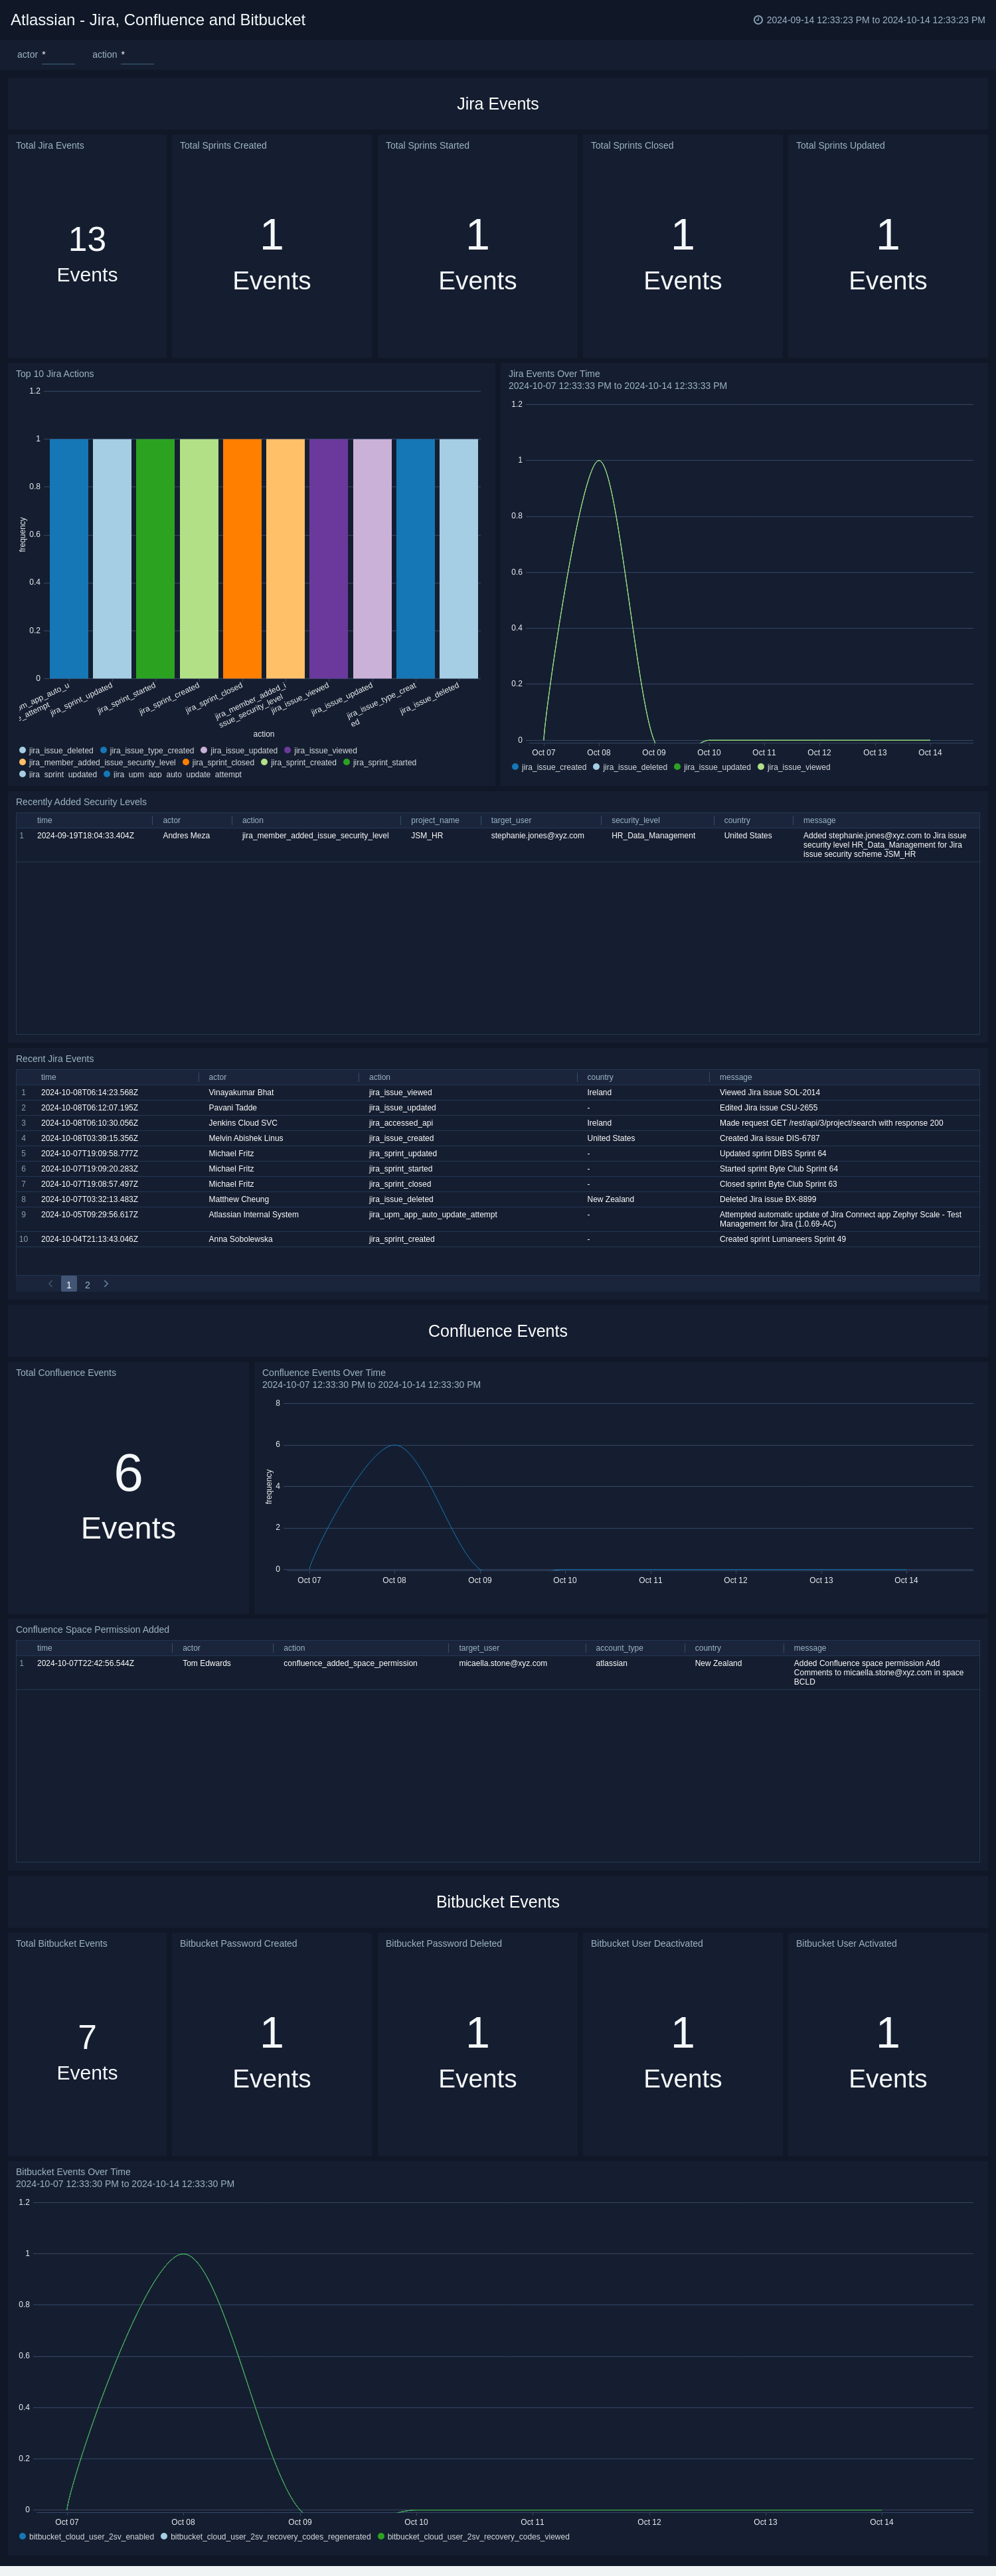 Atlassian - Jira, Confluence and Bitbucket
2024-09-14 12:33:23 PM to 2024-10-14 12:33:23 PM
actor * action *
Jira Events
Total Jira Events
13
Events
Total Sprints Created
1
Events
Total Sprints Started
1
Events
Total Sprints Closed
1
Events
Total Sprints Updated
1
Events
Top 10 Jira Actions
1.2
1
0.8
0.6
0.4
0.2
0
frequency
om_app_auto_u
e_attempt
jira_sprint_updated
jira_sprint_started
jira_sprint_created
jira_sprint_closed
jira_member_added_i
ssue_security_level
jira_issue_viewed
jira_issue_updated
jira_issue_type_creat
ed
jira_issue_deleted
action
jira_issue_deleted jira_issue_type_created jira_issue_updated jira_issue_viewed
jira_member_added_issue_security_level jira_sprint_closed jira_sprint_created jira_sprint_started
jira_sprint_updated jira_upm_app_auto_update_attempt
Jira Events Over Time
2024-10-07 12:33:33 PM to 2024-10-14 12:33:33 PM
1.2
1
0.8
0.6
0.4
0.2
0
Oct 07 Oct 08 Oct 09 Oct 10 Oct 11 Oct 12 Oct 13 Oct 14
jira_issue_created jira_issue_deleted jira_issue_updated jira_issue_viewed
Recently Added Security Levels
time actor action project_name target_user security_level country message
1 2024-09-19T18:04:33.404Z Andres Meza jira_member_added_issue_security_level JSM_HR stephanie.jones@xyz.com HR_Data_Management United States Added stephanie.jones@xyz.com to Jira issue
security level HR_Data_Management for Jira
issue security scheme JSM_HR
Recent Jira Events
time actor action country message
1 2024-10-08T06:14:23.568Z Vinayakumar Bhat jira_issue_viewed Ireland Viewed Jira issue SOL-2014
2 2024-10-08T06:12:07.195Z Pavani Tadde jira_issue_updated - Edited Jira issue CSU-2655
3 2024-10-08T06:10:30.056Z Jenkins Cloud SVC jira_accessed_api Ireland Made request GET /rest/api/3/project/search with response 200
4 2024-10-08T03:39:15.356Z Melvin Abishek Linus jira_issue_created United States Created Jira issue DIS-6787
5 2024-10-07T19:09:58.777Z Michael Fritz jira_sprint_updated - Updated sprint DIBS Sprint 64
6 2024-10-07T19:09:20.283Z Michael Fritz jira_sprint_started - Started sprint Byte Club Sprint 64
7 2024-10-07T19:08:57.497Z Michael Fritz jira_sprint_closed - Closed sprint Byte Club Sprint 63
8 2024-10-07T03:32:13.483Z Matthew Cheung jira_issue_deleted New Zealand Deleted Jira issue BX-8899
9 2024-10-05T09:29:56.617Z Atlassian Internal System jira_upm_app_auto_update_attempt - Attempted automatic update of Jira Connect app Zephyr Scale - Test
Management for Jira (1.0.69-AC)
10 2024-10-04T21:13:43.046Z Anna Sobolewska jira_sprint_created - Created sprint Lumaneers Sprint 49
1 2
Confluence Events
Total Confluence Events
6
Events
Confluence Events Over Time
2024-10-07 12:33:30 PM to 2024-10-14 12:33:30 PM
8
6
4
2
0
frequency
Oct 07 Oct 08 Oct 09 Oct 10 Oct 11 Oct 12 Oct 13 Oct 14
Confluence Space Permission Added
time actor action target_user account_type country message
1 2024-10-07T22:42:56.544Z Tom Edwards confluence_added_space_permission micaella.stone@xyz.com atlassian New Zealand Added Confluence space permission Add
Comments to micaella.stone@xyz.com in space
BCLD
Bitbucket Events
Total Bitbucket Events
7
Events
Bitbucket Password Created
1
Events
Bitbucket Password Deleted
1
Events
Bitbucket User Deactivated
1
Events
Bitbucket User Activated
1
Events
Bitbucket Events Over Time
2024-10-07 12:33:30 PM to 2024-10-14 12:33:30 PM
1.2
1
0.8
0.6
0.4
0.2
0
Oct 07 Oct 08 Oct 09 Oct 10 Oct 11 Oct 12 Oct 13 Oct 14
bitbucket_cloud_user_2sv_enabled bitbucket_cloud_user_2sv_recovery_codes_regenerated bitbucket_cloud_user_2sv_recovery_codes_viewed